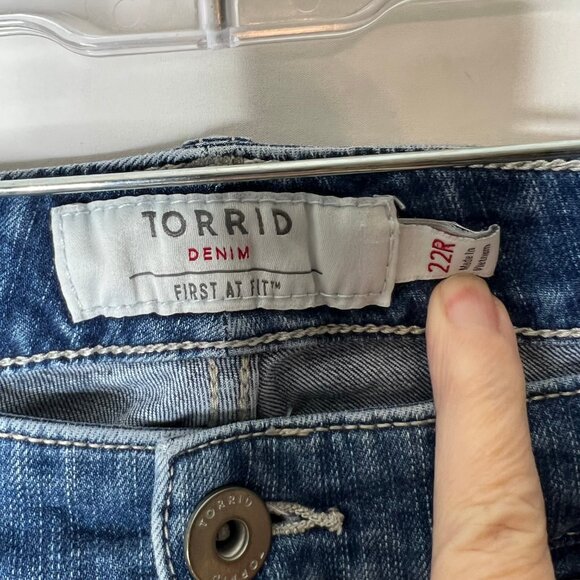 TORRID
DENIM
FIRST AT FIT™
22R
Made in
Vietnam
TORRID